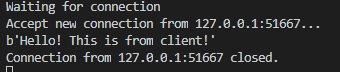 Waiting for connection
Accept new connection from 127.0.0.1:51667...
b'Hello! This is from client!'
Connection from 127.0.0.1:51667 closed.